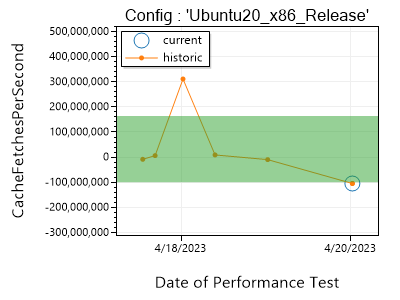 Config : 'Ubuntu20_x86_Release'
current
historic
CacheFetchesPerSecond
500,000,000
400,000,000
300,000,000
200,000,000
100,000,000
0
-100,000,000
-200,000,000
-300,000,000
4/18/2023
4/20/2023
Date of Performance Test